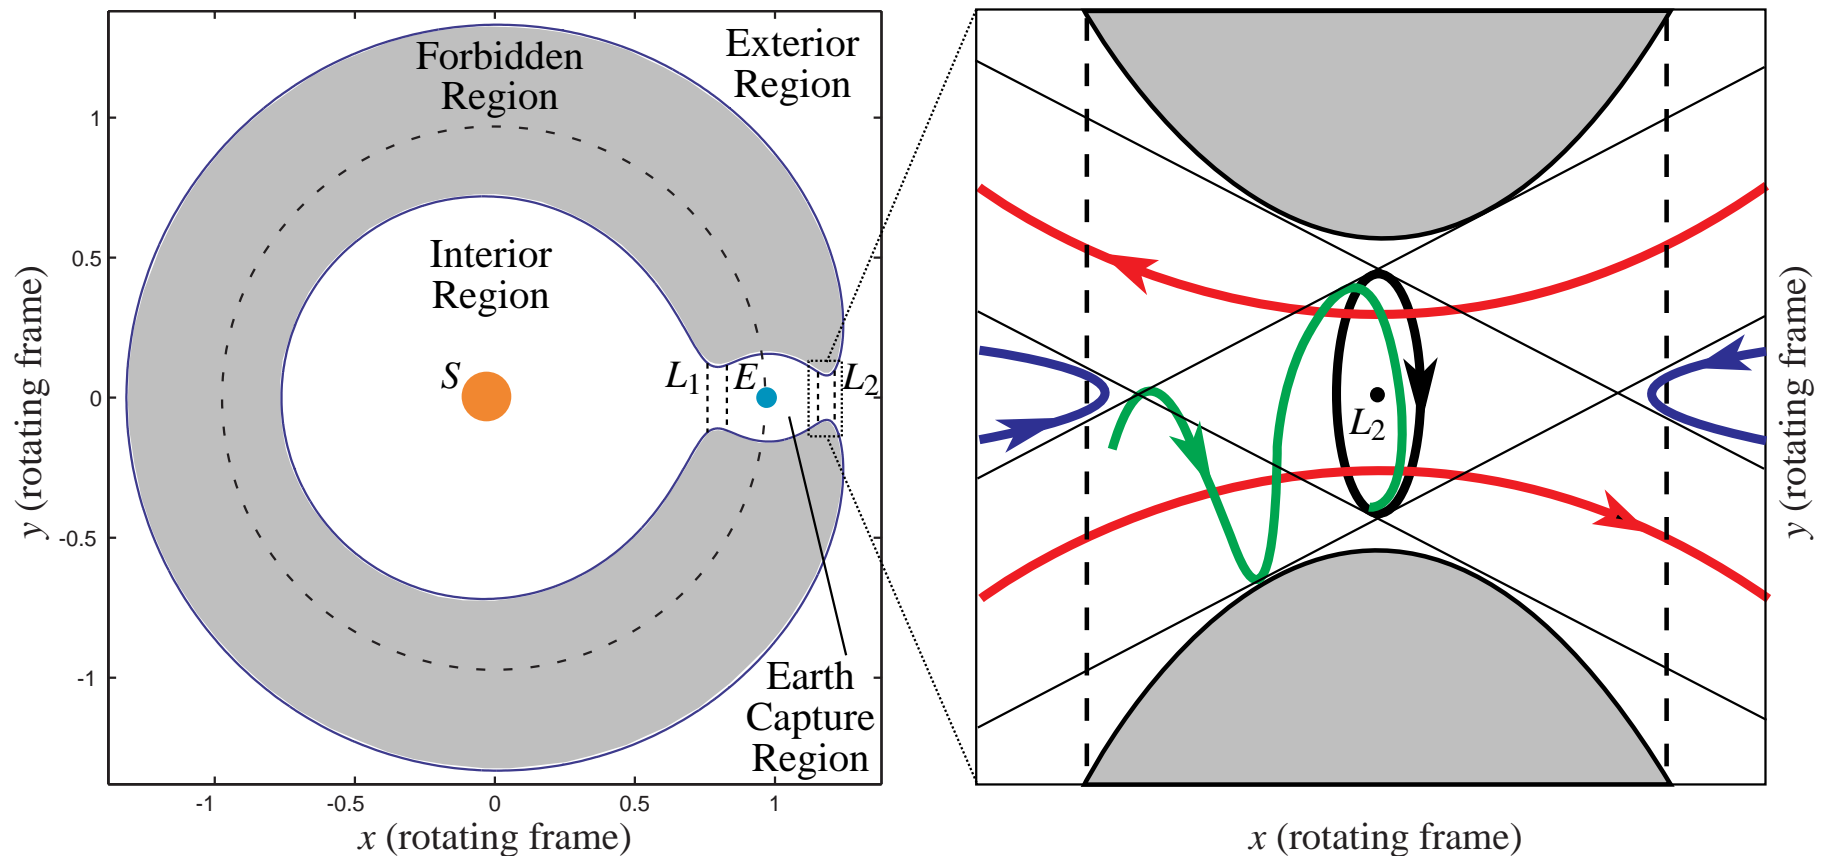 Forbidden
Region
Exterior
Region
Interior
Region
S
L1
E
L2
Earth
Capture
Region
1
0.5
0
-0.5
-1
-1
-0.5
0
0.5
1
y (rotating frame)
x (rotating frame)
L2
y (rotating frame)
x (rotating frame)